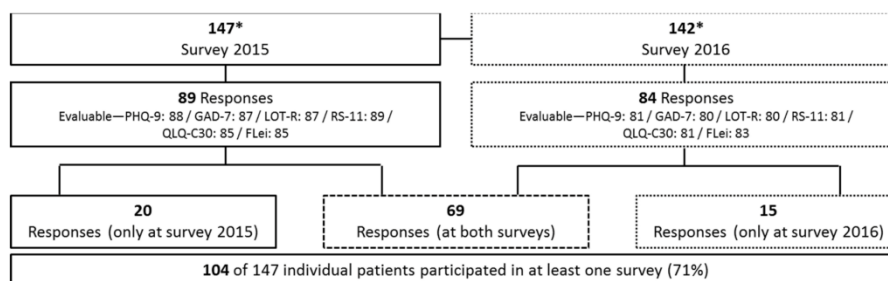 147*
Survey 2015
142*
Survey 2016
89 Responses
Evaluable—PHQ-9: 88 / GAD-7: 87 / LOT-R: 87 / RS-11: 89 /
QLQ-C30: 85 / FLei: 85
84 Responses
Evaluable—PHQ-9: 81 / GAD-7: 80 / LOT-R: 80 / RS-11: 81 /
QLQ-C30: 81 / FLei: 83
20
Responses (only at survey 2015)
69
Responses (at both surveys)
15
Responses (only at survey 2016)
104 of 147 individual patients participated in at least one survey (71%)